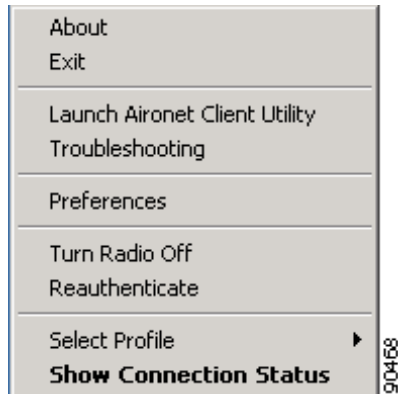 About
Exit
Launch Aironet Client Utility
Troubleshooting
Preferences
Turn Radio Off
Reauthenticate
Select Profile
Show Connection Status
90468